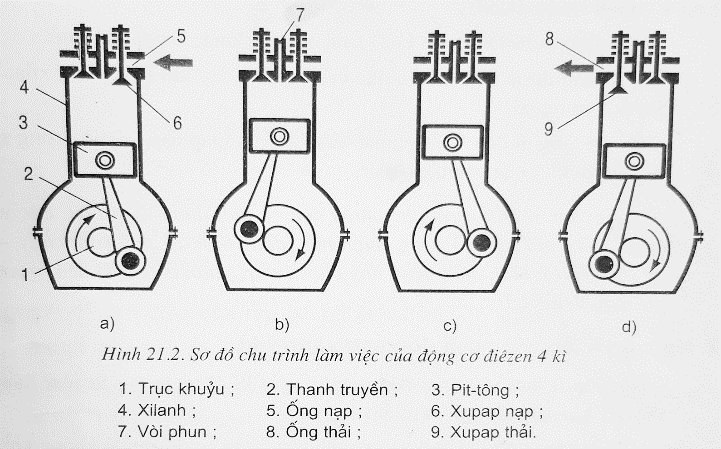 7
5
8
4
6
9
3
2
1
a)
b)
c)
d)
Hình 21.2. Sơ đồ chu trình làm việc của động cơ điêzen 4 kì
1. Trục khuỷu ; 2. Thanh truyền ; 3. Pit-tông ;
4. Xilanh ; 5. Ống nạp ; 6. Xupap nạp ;
7. Vòi phun ; 8. Ống thải ; 9. Xupap thải.